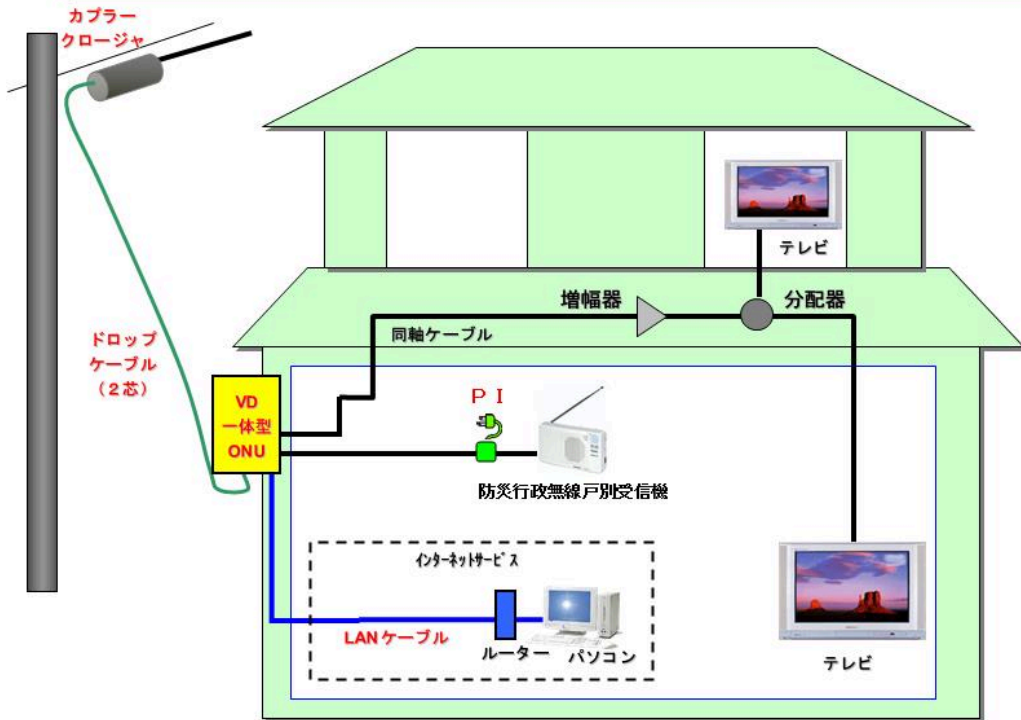 カプラー
クロージャ
テレビ
増幅器
分配器
同軸ケーブル
ドロップ
ケーブル
(2芯)
VD
一体型
ONU
PI
防災行政無線戸別受信機
インターネットサービス
LANケーブル
ルーター
パソコン
テレビ